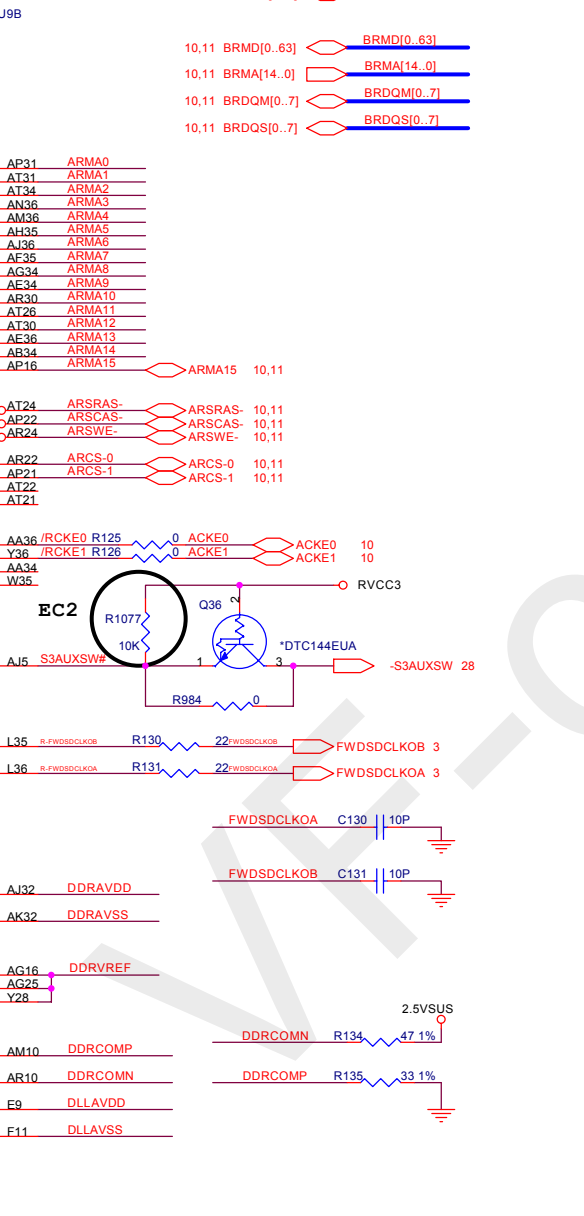 U9B
10,11 BRMD[0..63] BRMD[0..63]
10,11 BRMA[14..0] BRMA[14..0]
10,11 BRDQM[0..7] BRDQM[0..7]
10,11 BRDQS[0..7] BRDQS[0..7]
AP31 ARMA0
AT31 ARMA1
AT34 ARMA2
AN36 ARMA3
AM36 ARMA4
AH35 ARMA5
AJ36 ARMA6
AF35 ARMA7
AG34 ARMA8
AE34 ARMA9
AR30 ARMA10
AT26 ARMA11
AT30 ARMA12
AE36 ARMA13
AB34 ARMA14
AP16 ARMA15 ARMA15 10,11
AT24 ARSRAS- ARSRAS- 10,11
AP22 ARSCAS- ARSCAS- 10,11
AR24 ARSWE- ARSWE- 10,11
AR22 ARCS-0 ARCS-0 10,11
AP21 ARCS-1 ARCS-1 10,11
AT22
AT21
AA36 /RCKE0 R125 0 ACKE0 ACKE0 10
Y36 /RCKE1 R126 0 ACKE1 ACKE1 10
AA34
W35 RVCC3
EC2 R1077 Q36 2
10K *DTC144EUA
AJ5 S3AUXSW# 1 3 -S3AUXSW 28
R984 0
L35 R-FWDSDCLKOB R130 22 FWDSDCLKOB FWDSDCLKOB 3
L36 R-FWDSDCLKOA R131 22 FWDSDCLKOA FWDSDCLKOA 3
FWDSDCLKOA C130 10P
FWDSDCLKOB C131 10P
AJ32 DDRAVDD
AK32 DDRAVSS
AG16 DDRVREF
AG25
Y28
2.5VSUS
DDRCOMN R134 47 1%
AM10 DDRCOMP
DDRCOMP R135 33 1%
AR10 DDRCOMN
E9 DLLAVDD
F11 DLLAVSS